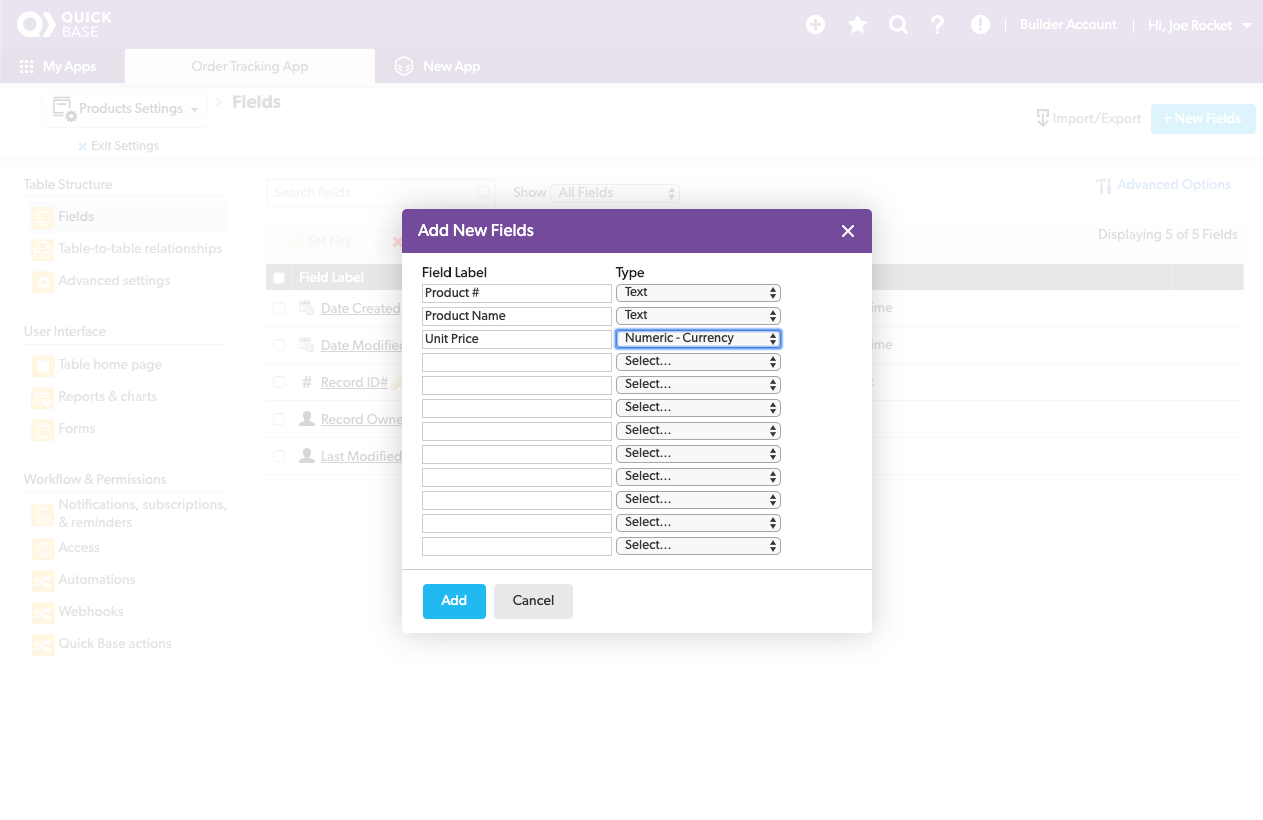 QUICK
BASE
Builder Account
Hi, Joe Rocket
My Apps
Order Tracking App
New App
Products Settings
> Fields
Import/Export
+ New Fields
× Exit Settings
Table Structure
Fields
Table-to-table relationships
Advanced settings
User Interface
Table home page
Reports & charts
Forms
Workflow & Permissions
Notifications, subscriptions,
& reminders
Access
Automations
Webhooks
Quick Base actions
Search fields
Show
All Fields
Advanced Options
Set Key
Displaying 5 of 5 Fields
Field Label
Date Created
Date Modified
# Record ID#
Record Owne
Last Modified
ime
ime
Add New Fields
Field Label
Type
Product #
Text
Product Name
Text
Unit Price
Numeric - Currency
Select...
Select...
Select...
Select...
Select...
Select...
Select...
Select...
Select...
Add
Cancel